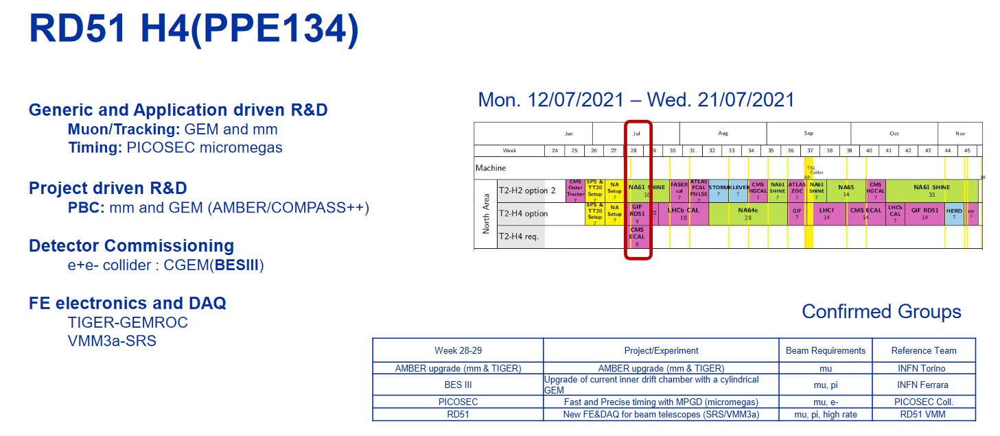 RD51 H4(PPE134)
Generic and Application driven R&D
Muon/Tracking: GEM and mm
Timing: PICOSEC micromegas
Project driven R&D
PBC: mm and GEM (AMBER/COMPASS++)
Detector Commissioning
e+e- collider : CGEM(BESIII)
FE electronics and DAQ
TIGER-GEMROC
VMM3a-SRS
Mon. 12/07/2021 – Wed. 21/07/2021
Jun Jul Aug Sep Oct Nov
Week 24 25 26 27 28 29 30 31 32 33 34 35 36 37 38 39 40 41 42 43 44 45
Machine
TS1
Coldex
RP
North Area
T2-H2 option 2
CMS Outer Tracker 7
SPS & TT20 Setup 7
NA Setup 7
NA61 SHINE 16
FASER cal 7
ATLAS FCAL PULSE 7
STORM 7
KLEVER 7
CMS HGCAL 7
NA61 SHINE 7
ATLAS ZDC 7
NA61 SHINE 7
NA65 14
CMS HGCAL 7
NA61 SHINE 33
T2-H4 option
SPS & TT20 Setup 7
NA Setup 7
GIF RD51 9
LHCb CAL 18
NA64e 28
GIF 7
LHCf 14
CMS ECAL 14
LHCb CAL 7
GIF RD51 14
HERD 7
GIF
T2-H4 req.
CMS ECAL 9
Confirmed Groups
Week 28-29 Project/Experiment Beam Requirements Reference Team
AMBER upgrade (mm & TIGER) AMBER upgrade (mm & TIGER) mu INFN Torino
BES III Upgrade of current inner drift chamber with a cylindrical GEM mu, pi INFN Ferrara
PICOSEC Fast and Precise timing with MPGD (micromegas) mu, e- PICOSEC Coll.
RD51 New FE&DAQ for beam telescopes (SRS/VMM3a) mu, pi, high rate RD51 VMM